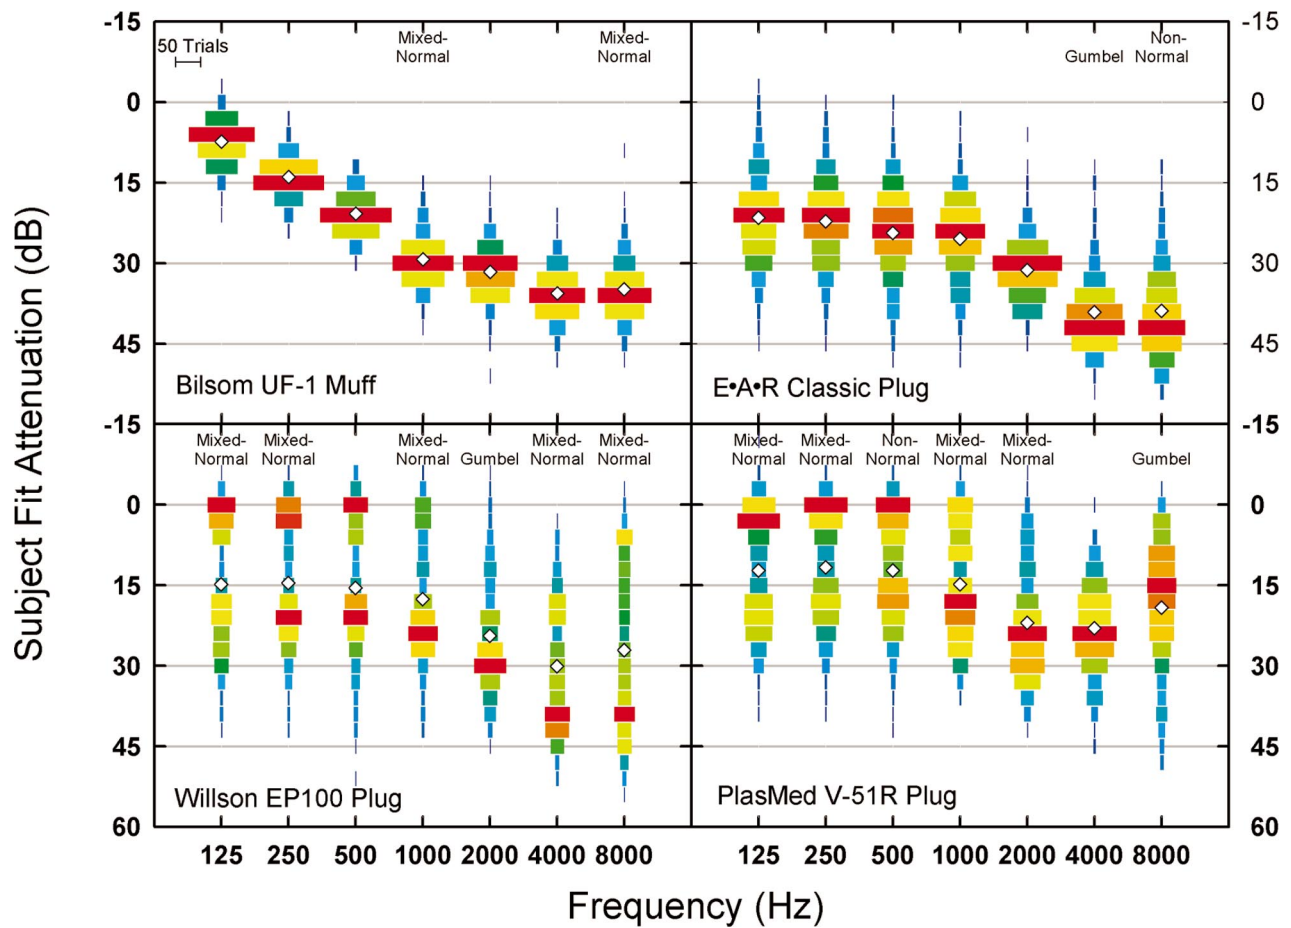 -15
0
15
30
45
-15
0
15
30
45
60
Subject Fit Attenuation (dB)
50 Trials
Mixed-
Normal
Mixed-
Normal
Bilsom UF-1 Muff
Gumbel
Non-
Normal
E•A•R Classic Plug
-15
0
15
30
45
-15
0
15
30
45
60
Mixed-
Normal
Mixed-
Normal
Mixed-
Normal
Gumbel
Mixed-
Normal
Mixed-
Normal
Willson EP100 Plug
Mixed-
Normal
Mixed-
Normal
Non-
Normal
Mixed-
Normal
Mixed-
Normal
Gumbel
PlasMed V-51R Plug
125 250 500 1000 2000 4000 8000
125 250 500 1000 2000 4000 8000
Frequency (Hz)